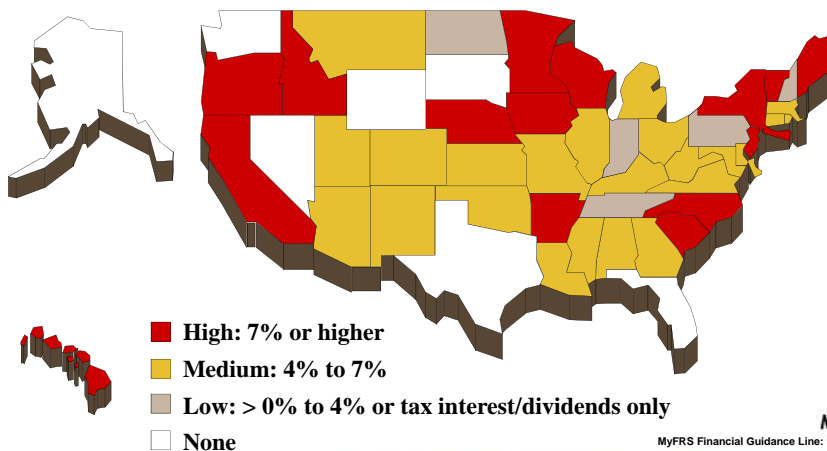 High: 7% or higher
Medium: 4% to 7%
Low: > 0% to 4% or tax interest/dividends only
None
MyFRS Financial Guidance Line: